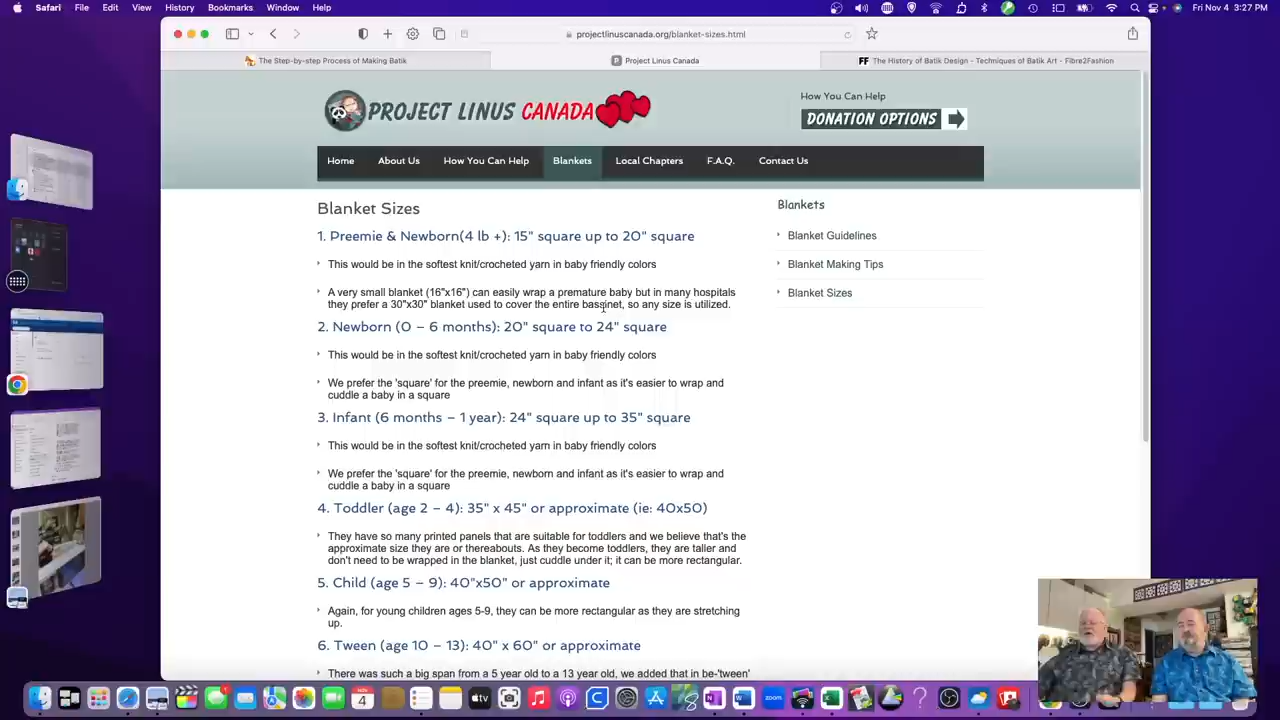 Safari File Edit View History Bookmarks Window Help
Fri Nov 4 3:27 PM
projectlinuscanada.org/blanket-sizes.html
The Step-by-step Process of Making Batik
Project Linus Canada
FF The History of Batik Design - Techniques of Batik Art - Fibre2Fashion
PROJECT LINUS CANADA
How You Can Help
DONATION OPTIONS
Home About Us How You Can Help Blankets Local Chapters F.A.Q. Contact Us
Blanket Sizes
1. Preemie & Newborn(4 lb +): 15" square up to 20" square
This would be in the softest knit/crocheted yarn in baby friendly colors
A very small blanket (16"x16") can easily wrap a premature baby but in many hospitals
they prefer a 30"x30" blanket used to cover the entire bassinet, so any size is utilized.
2. Newborn (0 – 6 months): 20" square to 24" square
This would be in the softest knit/crocheted yarn in baby friendly colors
We prefer the 'square' for the preemie, newborn and infant as it's easier to wrap and
cuddle a baby in a square
3. Infant (6 months – 1 year): 24" square up to 35" square
This would be in the softest knit/crocheted yarn in baby friendly colors
We prefer the 'square' for the preemie, newborn and infant as it's easier to wrap and
cuddle a baby in a square
4. Toddler (age 2 – 4): 35" x 45" or approximate (ie: 40x50)
They have so many printed panels that are suitable for toddlers and we believe that's the
approximate size they are or thereabouts. As they become toddlers, they are taller and
don't need to be wrapped in the blanket, just cuddle under it; it can be more rectangular.
5. Child (age 5 – 9): 40"x50" or approximate
Again, for young children ages 5-9, they can be more rectangular as they are stretching
up.
6. Tween (age 10 – 13): 40" x 60" or approximate
There was such a big span from a 5 year old to a 13 year old, we added that in be-'tween'
Blankets
Blanket Guidelines
Blanket Making Tips
Blanket Sizes
NOV
4
tv
zoom